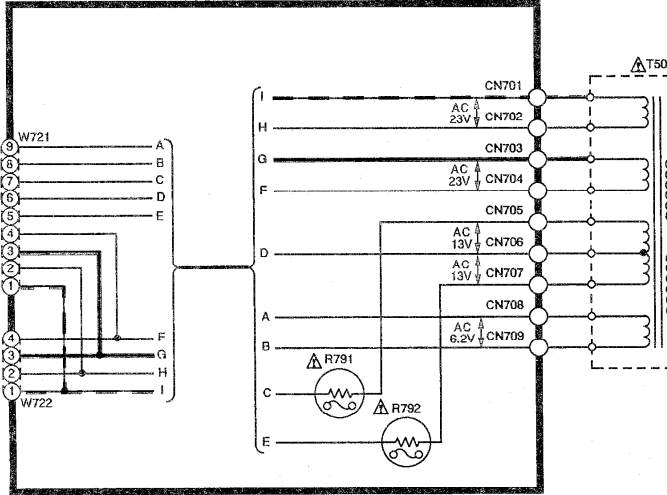 T50
CN701
I
AC
23V
CN702
H
CN703
G
AC
23V
CN704
F
CN705
AC
13V
CN706
D
AC
13V
CN707
CN708
A
AC
6.2V
CN709
B
R791
C
R792
E
W721
9 A
8 B
7 C
6 D
5 E
4
3
2
1
4 F
3 G
2 H
1 I
W722